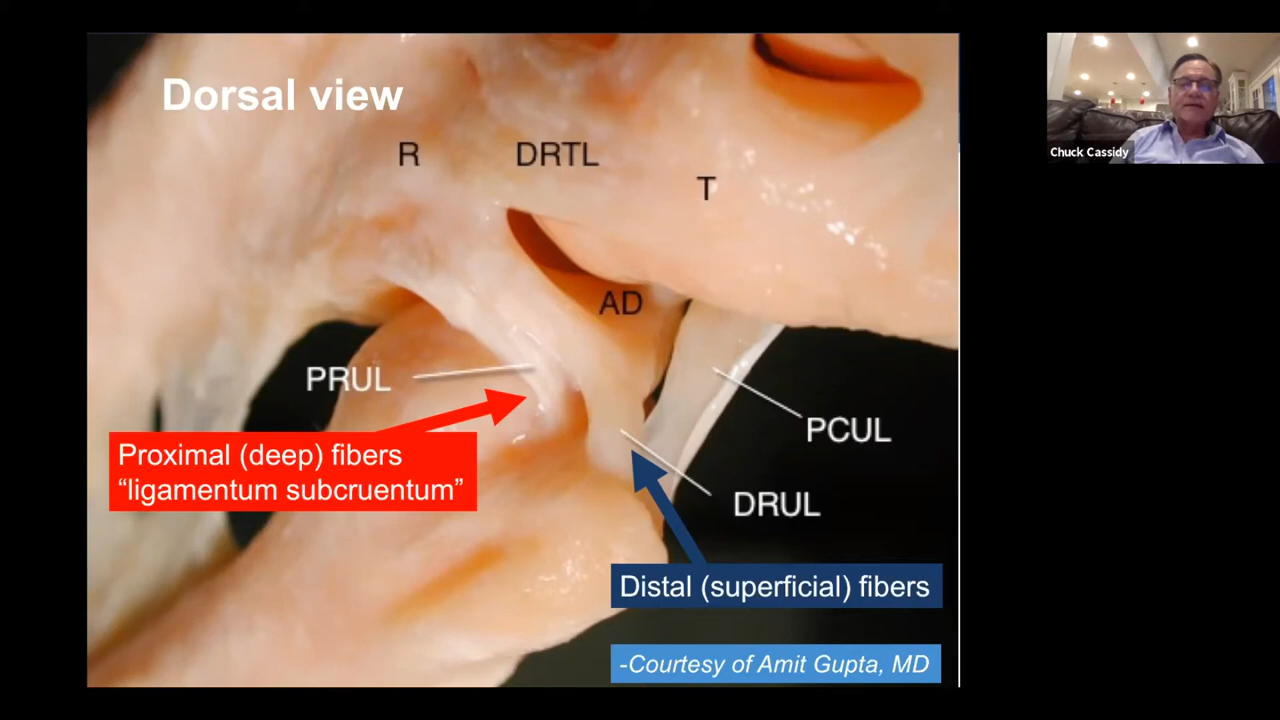 Dorsal view
R
DRTL
T
AD
PRUL
PCUL
Proximal (deep) fibers
“ligamentum subcruentum”
DRUL
Distal (superficial) fibers
-Courtesy of Amit Gupta, MD
Chuck Cassidy